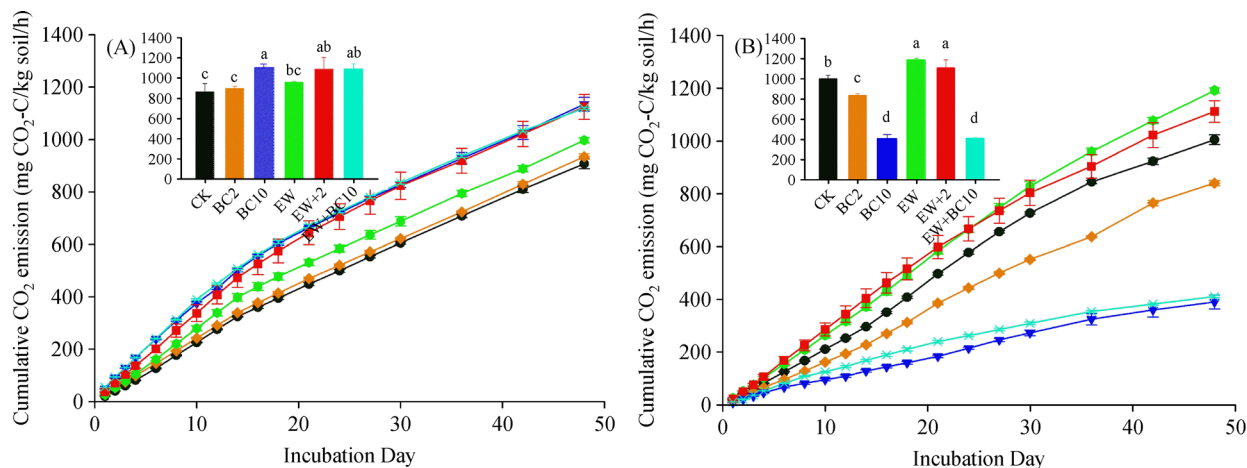 Cumulative CO2 emission (mg CO2-C/kg soil/h)
1400
1200
1000
800
600
400
200
0
(A)
1400
1200
1000
800
600
400
200
0
c
c
a
bc
ab
ab
CK
BC2
BC10
EW
EW+2
EW+BC10
0
10
20
30
40
50
Incubation Day
Cumulative CO2 emission (mg CO2-C/kg soil/h)
1400
1200
1000
800
600
400
200
0
(B)
1400
1200
1000
800
600
400
200
0
b
c
d
a
a
d
CK
BC2
BC10
EW
EW+2
EW+BC10
0
10
20
30
40
50
Incubation Day